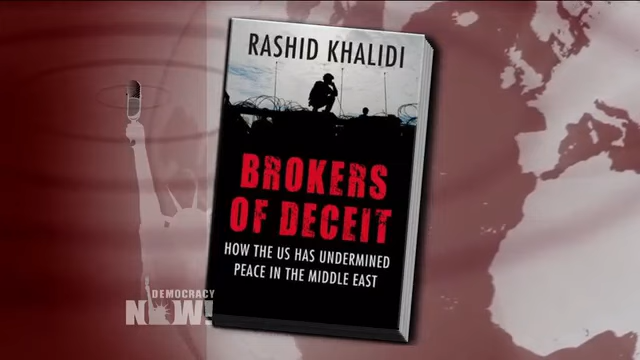 RASHID KHALIDI
BROKERS
OF DECEIT
HOW THE US HAS UNDERMINED
PEACE IN THE MIDDLE EAST
DEMOCRACY
NOW!